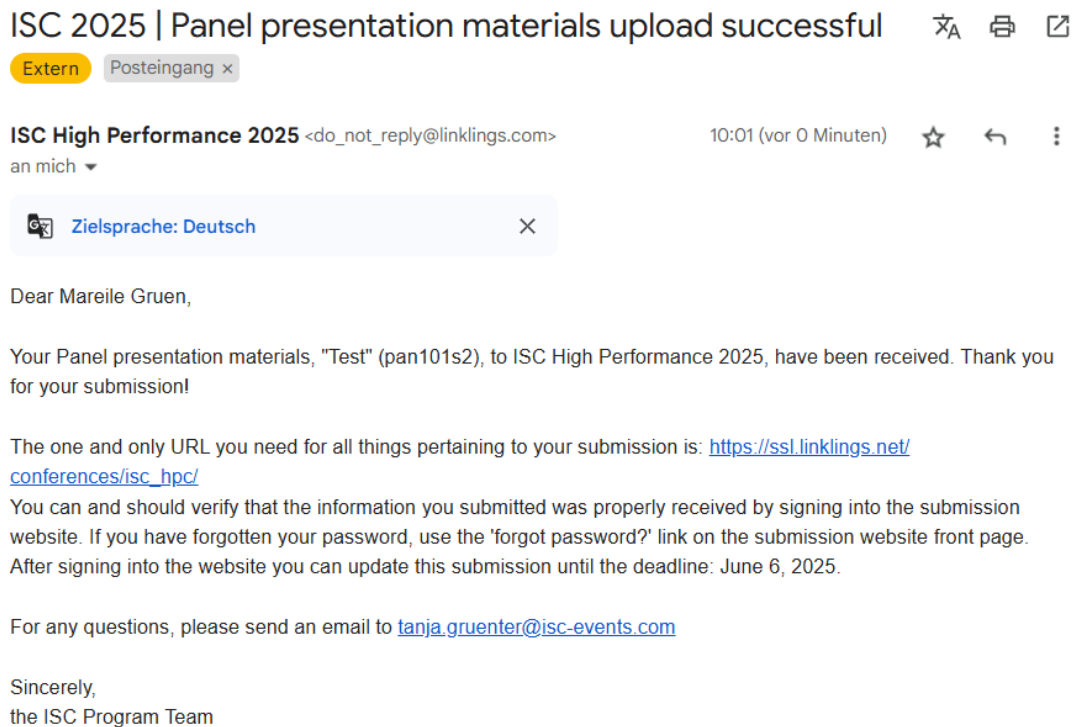 ISC 2025 | Panel presentation materials upload successful
Extern Posteingang ×
ISC High Performance 2025 <do_not_reply@linklings.com> 10:01 (vor 0 Minuten)
an mich
Zielsprache: Deutsch
Dear Mareile Gruen,
Your Panel presentation materials, "Test" (pan101s2), to ISC High Performance 2025, have been received. Thank you
for your submission!
The one and only URL you need for all things pertaining to your submission is: https://ssl.linklings.net/
conferences/isc_hpc/
You can and should verify that the information you submitted was properly received by signing into the submission
website. If you have forgotten your password, use the 'forgot password?' link on the submission website front page.
After signing into the website you can update this submission until the deadline: June 6, 2025.
For any questions, please send an email to tanja.gruenter@isc-events.com
Sincerely,
the ISC Program Team